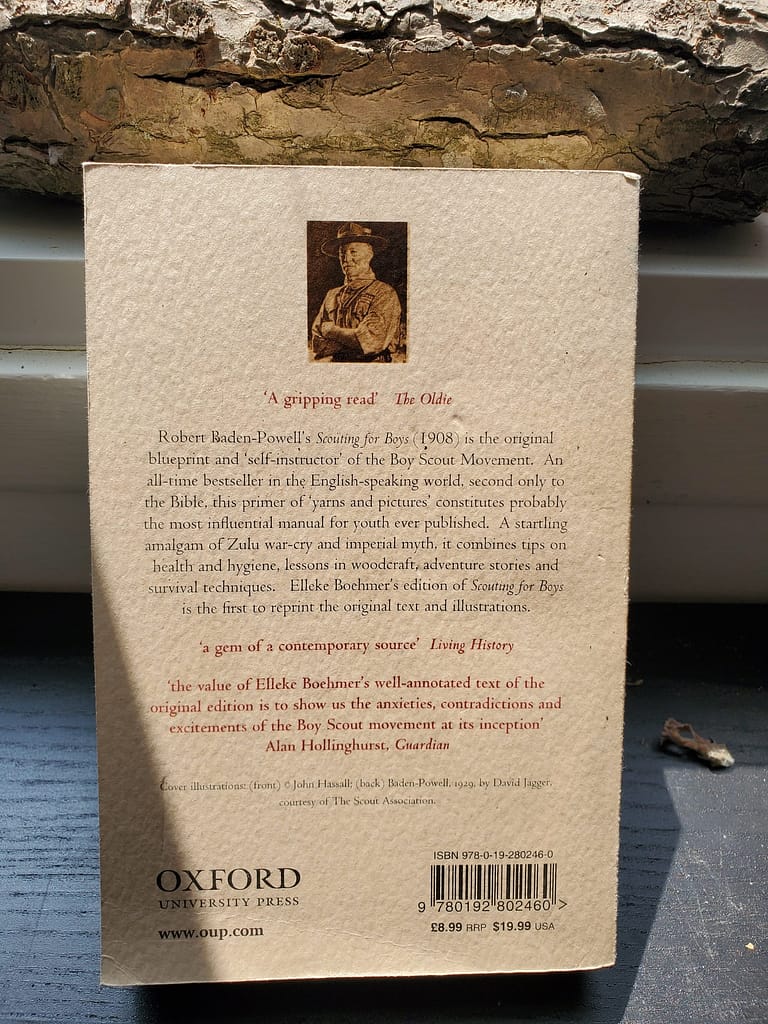 'A gripping read' The Oldie
Robert Baden-Powell's Scouting for Boys (1908) is the original
blueprint and 'self-instructor' of the Boy Scout Movement. An
all-time bestseller in the English-speaking world, second only to
the Bible, this primer of 'yarns and pictures' constitutes probably
the most influential manual for youth ever published. A startling
amalgam of Zulu war-cry and imperial myth, it combines tips on
health and hygiene, lessons in woodcraft, adventure stories and
survival techniques. Elleke Boehmer's edition of Scouting for Boys
is the first to reprint the original text and illustrations.
'a gem of a contemporary source' Living History
'the value of Elleke Boehmer's well-annotated text of the
original edition is to show us the anxieties, contradictions and
excitements of the Boy Scout movement at its inception'
Alan Hollinghurst, Guardian
Cover illustrations: (front) © John Hassall; (back) Baden-Powell, 1929, by David Jagger,
courtesy of The Scout Association.
OXFORD
UNIVERSITY PRESS
www.oup.com
ISBN 978-0-19-280246-0
9 780192 802460 >
£8.99 RRP $19.99 USA